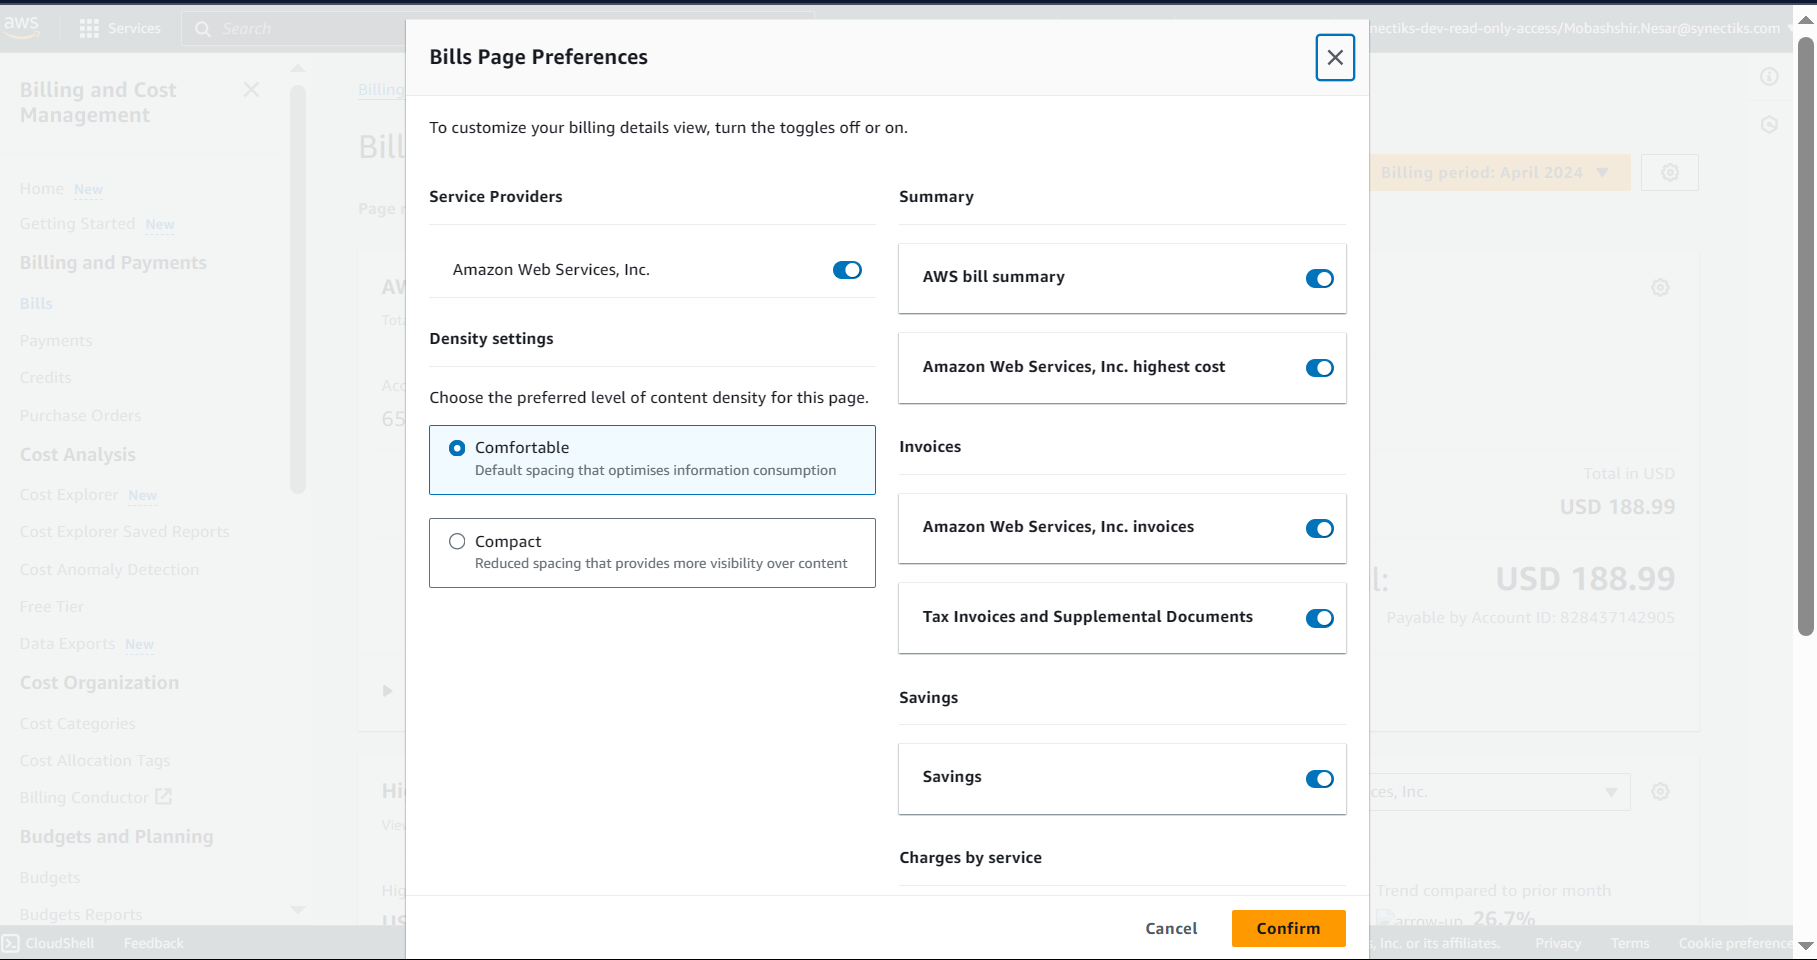 aws
Services
Search
nectiks-dev-read-only-access/Mobashshir.Nesar@synectiks.com
Billing and Cost
Management
Home New
Getting Started New
Billing and Payments
Bills
Payments
Credits
Purchase Orders
Cost Analysis
Cost Explorer New
Cost Explorer Saved Reports
Cost Anomaly Detection
Free Tier
Data Exports New
Cost Organization
Cost Categories
Cost Allocation Tags
Billing Conductor
Budgets and Planning
Budgets
Budgets Reports
Billing
Bill
Page r
AW
Tota
Acc
65
Hi
View
Hig
US
Bills Page Preferences
To customize your billing details view, turn the toggles off or on.
Service Providers
Amazon Web Services, Inc.
Density settings
Choose the preferred level of content density for this page.
Comfortable
Default spacing that optimises information consumption
Compact
Reduced spacing that provides more visibility over content
Summary
AWS bill summary
Amazon Web Services, Inc. highest cost
Invoices
Amazon Web Services, Inc. invoices
Tax Invoices and Supplemental Documents
Savings
Savings
Charges by service
Cancel
Confirm
Billing period: April 2024
Total in USD
USD 188.99
l:
USD 188.99
Payable by Account ID: 828437142905
ces, Inc.
Trend compared to prior month
arrow-up 26.7%
CloudShell
Feedback
s, Inc. or its affiliates.
Privacy
Terms
Cookie preference